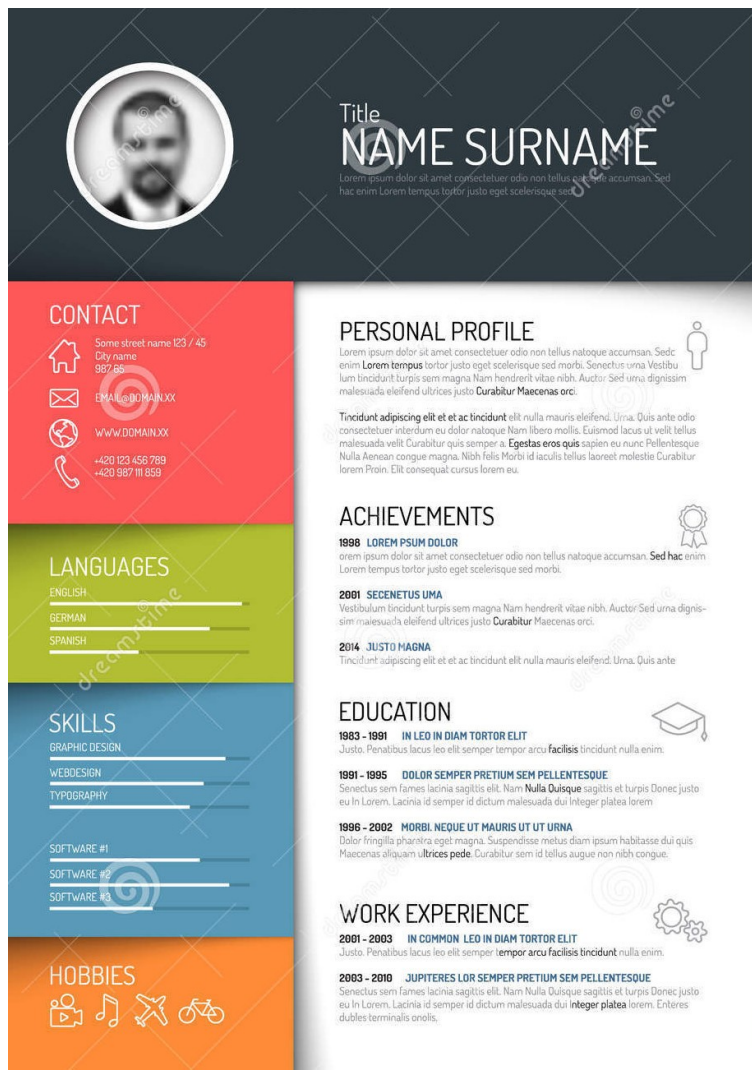 Title
NAME SURNAME
Lorem ipsum dolor sit amet consectetuer odio non tellus natoque accumsan. Sed
hac enim Lorem tempus tortor justo eget scelerisque sed
CONTACT
Some street name 123 / 45
City name
987 65
EMAIL@DOMAIN.XX
WWW.DOMAIN.XX
+420 123 456 789
+420 987 111 859
LANGUAGES
ENGLISH
GERMAN
SPANISH
SKILLS
GRAPHIC DESIGN
WEBDESIGN
TYPOGRAPHY
SOFTWARE #1
SOFTWARE #2
SOFTWARE #3
HOBBIES
PERSONAL PROFILE
Lorem ipsum dolor sit amet consectetuer odio non tellus natoque accumsan. Sedc
enim Lorem tempus tortor justo eget scelerisque sed morbi. Senectus urna Vestibu
lum tincidunt turpis sem magna Nam hendrerit vitae nibh. Auctor Sed urna dignissim
malesuada eleifend ultrices justo Curabitur Maecenas orci.
Tincidunt adipiscing elit et et ac tincidunt elit nulla mauris eleifend. Urna. Quis ante odio
consectetuer interdum eu dolor natoque Nam libero mollis. Euismod lacus ut velit tellus
malesuada velit Curabitur quis semper a. Egestas eros quis sapien eu nunc Pellentesque
Nulla Aenean congue magna. Nibh felis Morbi id iaculis tellus laoreet molestie Curabitur
lorem Proin. Elit consequat cursus lorem eu.
ACHIEVEMENTS
1998 LOREM PSUM DOLOR
orem ipsum dolor sit amet consectetuer odio non tellus natoque accumsan. Sed hac enim
Lorem tempus tortor justo eget scelerisque sed morbi.
2001 SECENETUS UMA
Vestibulum tincidunt turpis sem magna Nam hendrerit vitae nibh. Auctor Sed urna dignis-
sim malesuada eleifend ultrices justo Curabitur Maecenas orci.
2014 JUSTO MAGNA
Tincidunt adipiscing elit et et ac tincidunt elit nulla mauris eleifend. Urna. Quis ante
EDUCATION
1983 - 1991 IN LEO IN DIAM TORTOR ELIT
Justo. Penatibus lacus leo elit semper tempor arcu facilisis tincidunt nulla enim.
1991 - 1995 DOLOR SEMPER PRETIUM SEM PELLENTESQUE
Senectus sem fames lacinia sagittis elit. Nam Nulla Quisque sagittis et turpis Donec justo
eu In Lorem. Lacinia id semper id dictum malesuada dui Integer platea lorem
1996 - 2002 MORBI. NEQUE UT MAURIS UT UT URNA
Dolor fringilla pharetra eget magna. Suspendisse metus diam ipsum habitasse dui quis
Maecenas aliquam ultrices pede. Curabitur sem id tellus augue non nibh congue.
WORK EXPERIENCE
2001 - 2003 IN COMMON LEO IN DIAM TORTOR ELIT
Justo. Penatibus lacus leo elit semper tempor arcu facilisis tincidunt nulla enim.
2003 - 2010 JUPITERES LOR SEMPER PRETIUM SEM PELLENTESQUE
Senectus sem fames lacinia sagittis elit. Nam Nulla Quisque sagittis et turpis Donec justo
eu In Lorem. Lacinia id semper id dictum malesuada dui Integer platea lorem. Enteres
dubles terminalis onolis.
dreamstime
dreamstime
dreamstime